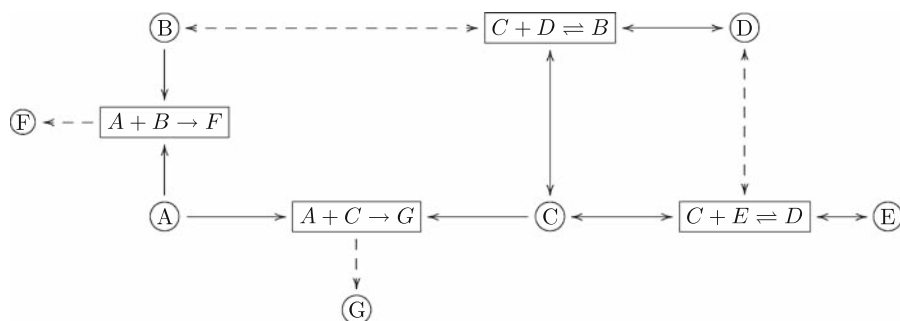 B
C + D ⇌ B
D
F
A + B → F
A
A + C → G
C
C + E ⇌ D
E
G